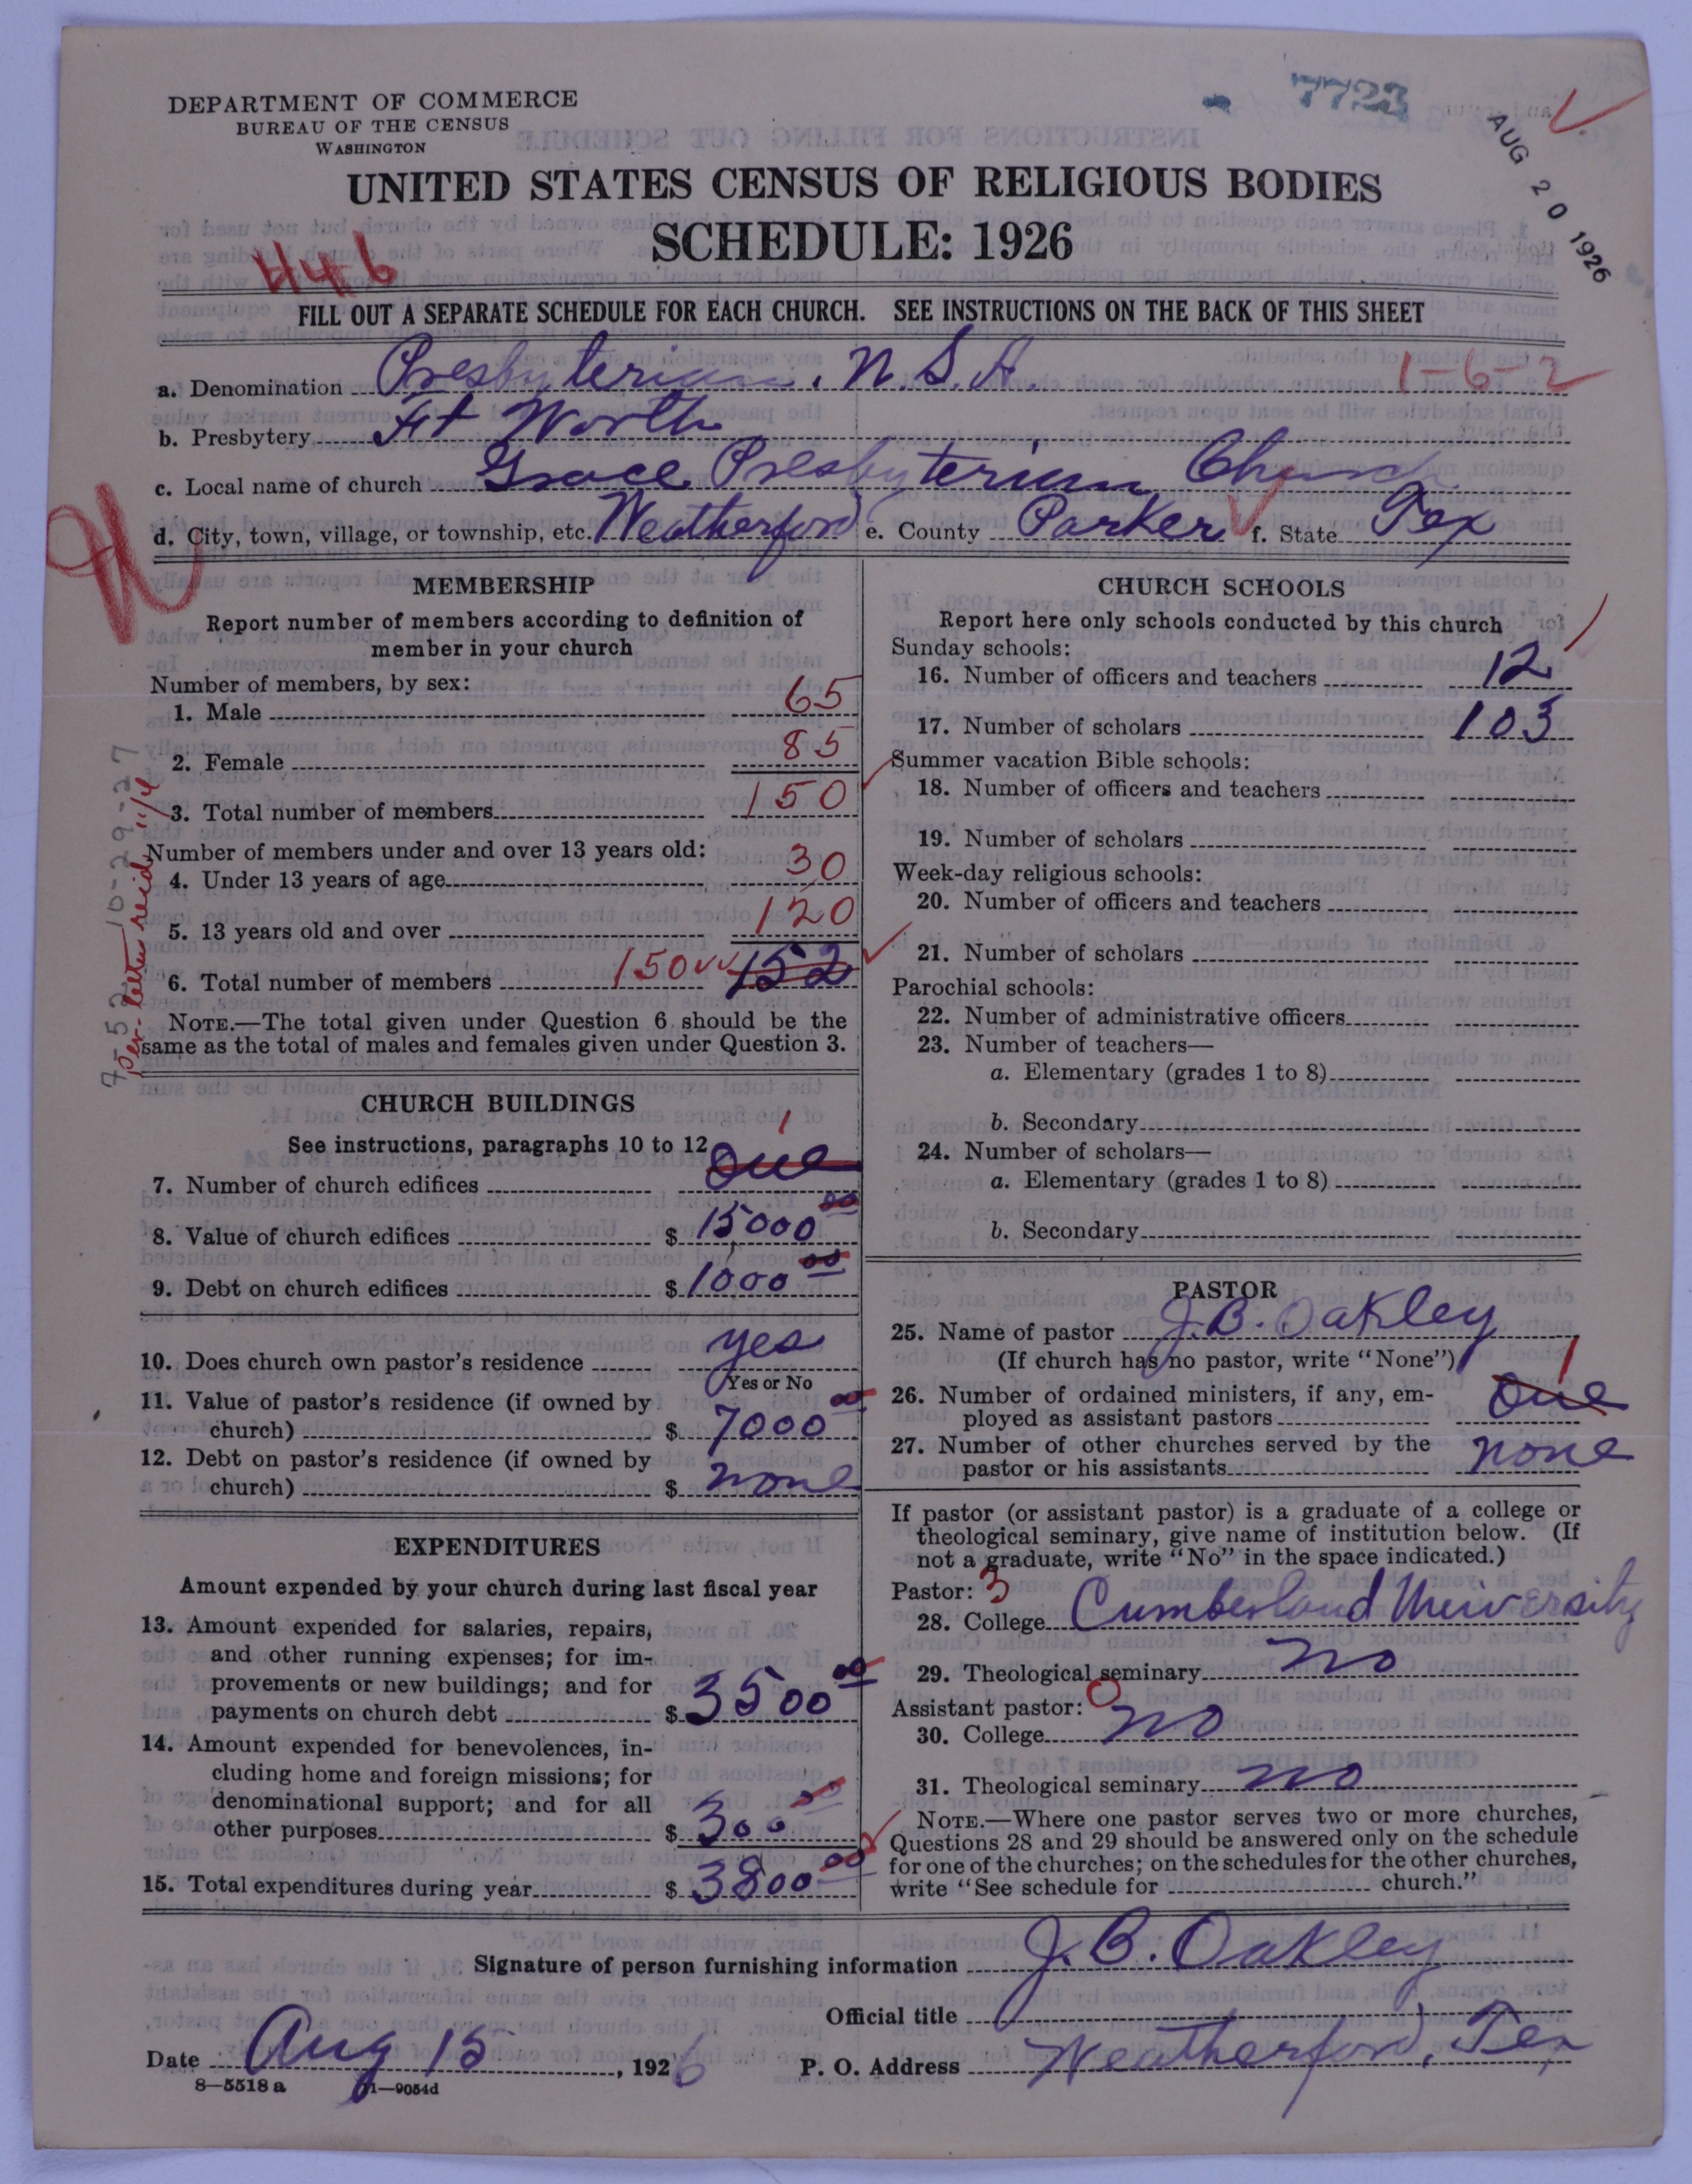 DEPARTMENT OF COMMERCE
BUREAU OF THE CENSUS
WASHINGTON
7723
AUG 20 1926
UNITED STATES CENSUS OF RELIGIOUS BODIES
SCHEDULE: 1926
446
FILL OUT A SEPARATE SCHEDULE FOR EACH CHURCH. SEE INSTRUCTIONS ON THE BACK OF THIS SHEET
a. Denomination Presbyterian. U.S.A. 1-6-2
b. Presbytery Ft Worth
c. Local name of church Grace Presbyterian Church
d. City, town, village, or township, etc. Weatherford e. County Parker f. State Tex
MEMBERSHIP
Report number of members according to definition of
member in your church
Number of members, by sex:
1. Male 65
2. Female 85
3. Total number of members 150
Number of members under and over 13 years old:
4. Under 13 years of age 30
5. 13 years old and over 120
6. Total number of members 150 152
NOTE.—The total given under Question 6 should be the
same as the total of males and females given under Question 3.
per letter recd 11/4
10-29-27
CHURCH BUILDINGS
See instructions, paragraphs 10 to 12
7. Number of church edifices One 1
8. Value of church edifices $ 15000 00
9. Debt on church edifices $ 1000 00
10. Does church own pastor's residence yes
Yes or No
11. Value of pastor's residence (if owned by
church) $ 7000 00
12. Debt on pastor's residence (if owned by
church) $ none
EXPENDITURES
Amount expended by your church during last fiscal year
13. Amount expended for salaries, repairs,
and other running expenses; for im-
provements or new buildings; and for
payments on church debt $ 3500 00
14. Amount expended for benevolences, in-
cluding home and foreign missions; for
denominational support; and for all
other purposes $ 300 00
15. Total expenditures during year $ 3800 00
CHURCH SCHOOLS
Report here only schools conducted by this church
Sunday schools:
16. Number of officers and teachers 12
17. Number of scholars 103
Summer vacation Bible schools:
18. Number of officers and teachers
19. Number of scholars
Week-day religious schools:
20. Number of officers and teachers
21. Number of scholars
Parochial schools:
22. Number of administrative officers
23. Number of teachers—
a. Elementary (grades 1 to 8)
b. Secondary
24. Number of scholars—
a. Elementary (grades 1 to 8)
b. Secondary
PASTOR
25. Name of pastor J.B. Oakley
(If church has no pastor, write "None")
26. Number of ordained ministers, if any, em-
ployed as assistant pastors One 1
27. Number of other churches served by the
pastor or his assistants none
If pastor (or assistant pastor) is a graduate of a college or
theological seminary, give name of institution below. (If
not a graduate, write "No" in the space indicated.)
Pastor: 3
28. College Cumberland University
29. Theological seminary no
Assistant pastor: 0
30. College no
31. Theological seminary no
NOTE.—Where one pastor serves two or more churches,
Questions 28 and 29 should be answered only on the schedule
for one of the churches; on the schedules for the other churches,
write "See schedule for church."
Signature of person furnishing information J.B. Oakley
Official title
Date Aug 15, 1926 P. O. Address Weatherford, Tex
8—5518 a 11—9054d